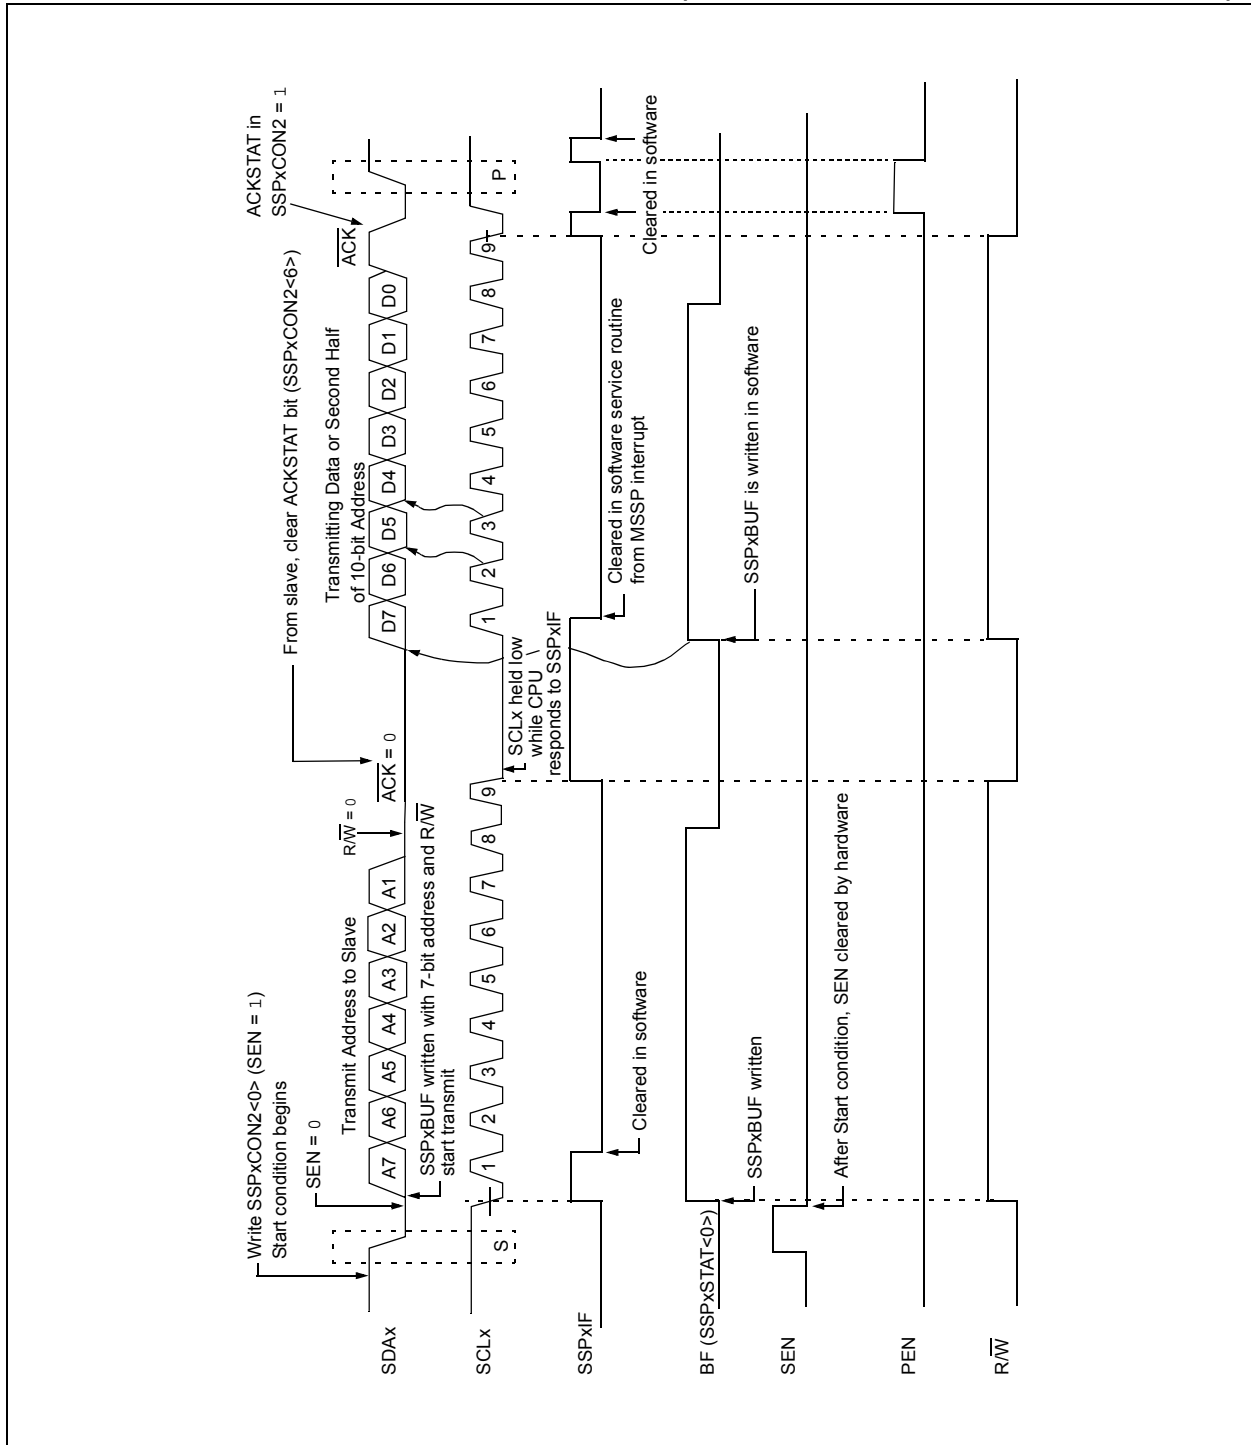 Write SSPxCON2<0> (SEN = 1)
Start condition begins
SEN = 0
Transmit Address to Slave
R/W = 0
From slave, clear ACKSTAT bit (SSPxCON2<6>)
ACK = 0
Transmitting Data or Second Half
of 10-bit Address
ACK
ACKSTAT in
SSPxCON2 = 1
SDAx
A7 A6 A5 A4 A3 A2 A1
D7 D6 D5 D4 D3 D2 D1 D0
SSPxBUF written with 7-bit address and R/W
start transmit
SCLx
S
1 2 3 4 5 6 7 8 9
1 2 3 4 5 6 7 8 9
P
SCLx held low
while CPU
responds to SSPxIF
SSPxIF
Cleared in software
Cleared in software service routine
from MSSP interrupt
Cleared in software
Cleared in software
BF (SSPxSTAT<0>)
SSPxBUF written
SSPxBUF is written in software
SEN
After Start condition, SEN cleared by hardware
PEN
R/W